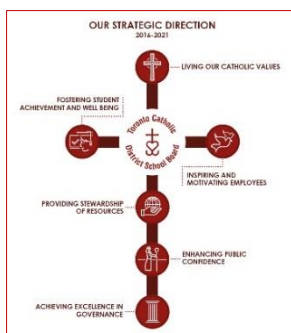 OUR STRATEGIC DIRECTION
2016-2021
LIVING OUR CATHOLIC VALUES
FOSTERING STUDENT
ACHIEVEMENT AND WELL BEING
Toronto Catholic
District School Board
INSPIRING AND
MOTIVATING EMPLOYEES
PROVIDING STEWARDSHIP
OF RESOURCES
ENHANCING PUBLIC
CONFIDENCE
ACHIEVING EXCELLENCE IN
GOVERNANCE